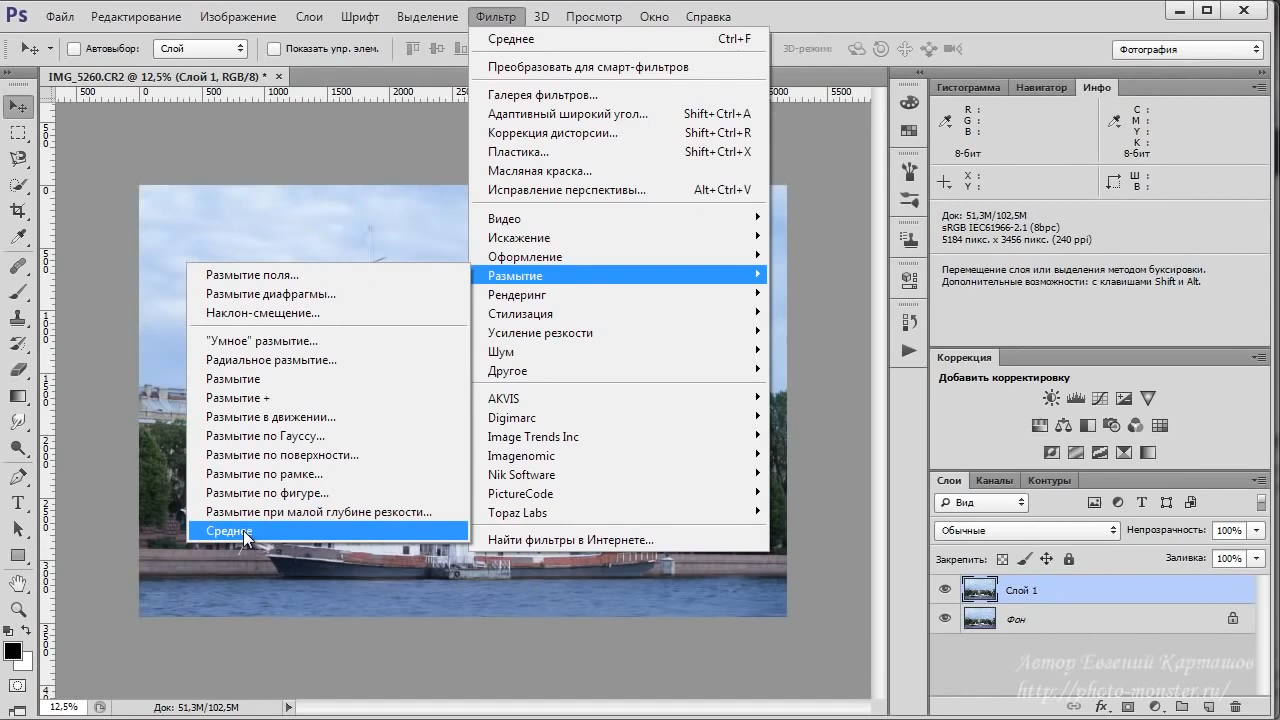 Ps Файл Редактирование Изображение Слои Шрифт Выделение Фильтр 3D Просмотр Окно Справка
Автовыбор: Слой Показать упр. элем. 3D-режим: Фотография
IMG_5260.CR2 @ 12,5% (Слой 1, RGB/8) *
Среднее Ctrl+F
Преобразовать для смарт-фильтров
Галерея фильтров...
Адаптивный широкий угол... Shift+Ctrl+A
Коррекция дисторсии... Shift+Ctrl+R
Пластика... Shift+Ctrl+X
Масляная краска...
Исправление перспективы... Alt+Ctrl+V
Видео
Искажение
Оформление
Размытие
Рендеринг
Стилизация
Усиление резкости
Шум
Другое
AKVIS
Digimarc
Image Trends Inc
Imagenomic
Nik Software
PictureCode
Topaz Labs
Найти фильтры в Интернете...
Размытие поля...
Размытие диафрагмы...
Наклон-смещение...
"Умное" размытие...
Радиальное размытие...
Размытие
Размытие +
Размытие в движении...
Размытие по Гауссу...
Размытие по поверхности...
Размытие по рамке...
Размытие по фигуре...
Размытие при малой глубине резкости...
Среднее
Гистограмма Навигатор Инфо
R: C:
G: M:
B: Y:
K:
8-бит 8-бит
X: Ш:
Y: В:
Док: 51,3M/102,5M
sRGB IEC61966-2.1 (8bpc)
5184 пикс. x 3456 пикс. (240 ppi)
Перемещение слоя или выделения методом буксировки.
Дополнительные возможности: с клавишами Shift и Alt.
Коррекция
Добавить корректировку
Слои Каналы Контуры
Вид
Обычные Непрозрачность: 100%
Закрепить: Заливка: 100%
Слой 1
Фон
Автор Евгений Карташов
http://photo-monster.ru/
12,5% Док: 51,3M/102,5M